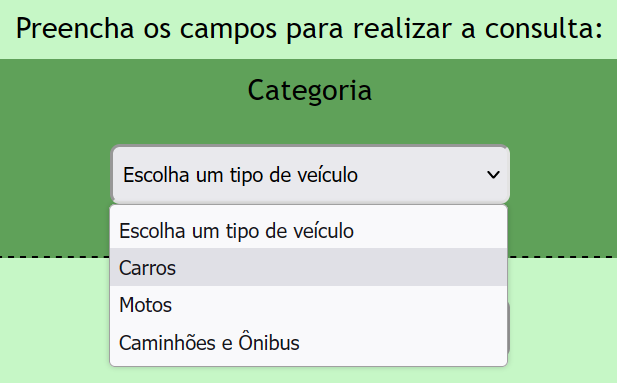 Preencha os campos para realizar a consulta:
Categoria
Escolha um tipo de veículo
Escolha um tipo de veículo
Carros
Motos
Caminhões e Ônibus